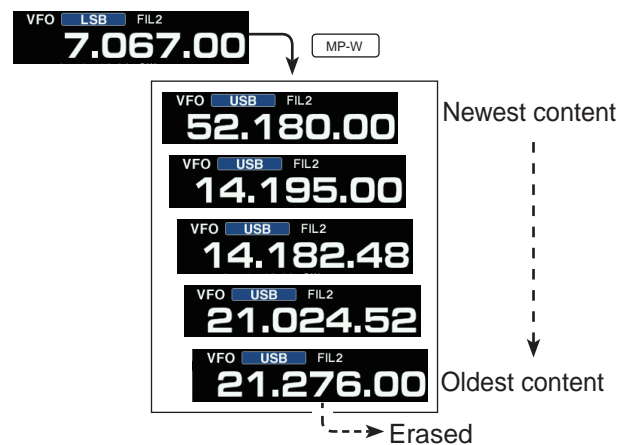 VFO LSB FIL2
7.067.00
MP-W
VFO USB FIL2
52.180.00
Newest content
VFO USB FIL2
14.195.00
VFO USB FIL2
14.182.48
VFO USB FIL2
21.024.52
VFO USB FIL2
21.276.00
Oldest content
Erased